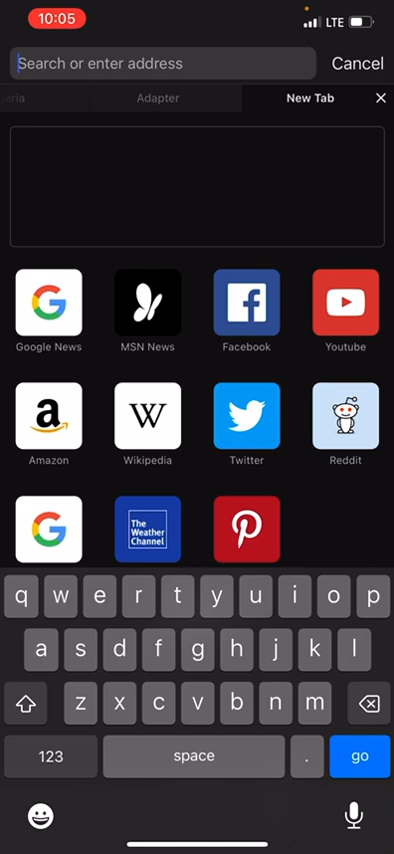 10:05
LTE
Search or enter address
Cancel
eria
Adapter
New Tab
Google News
MSN News
Facebook
Youtube
a
W
Amazon
Wikipedia
Twitter
Reddit
The
Weather
Channel
q w e r t y u i o p
a s d f g h j k l
z x c v b n m
123
space
.
go